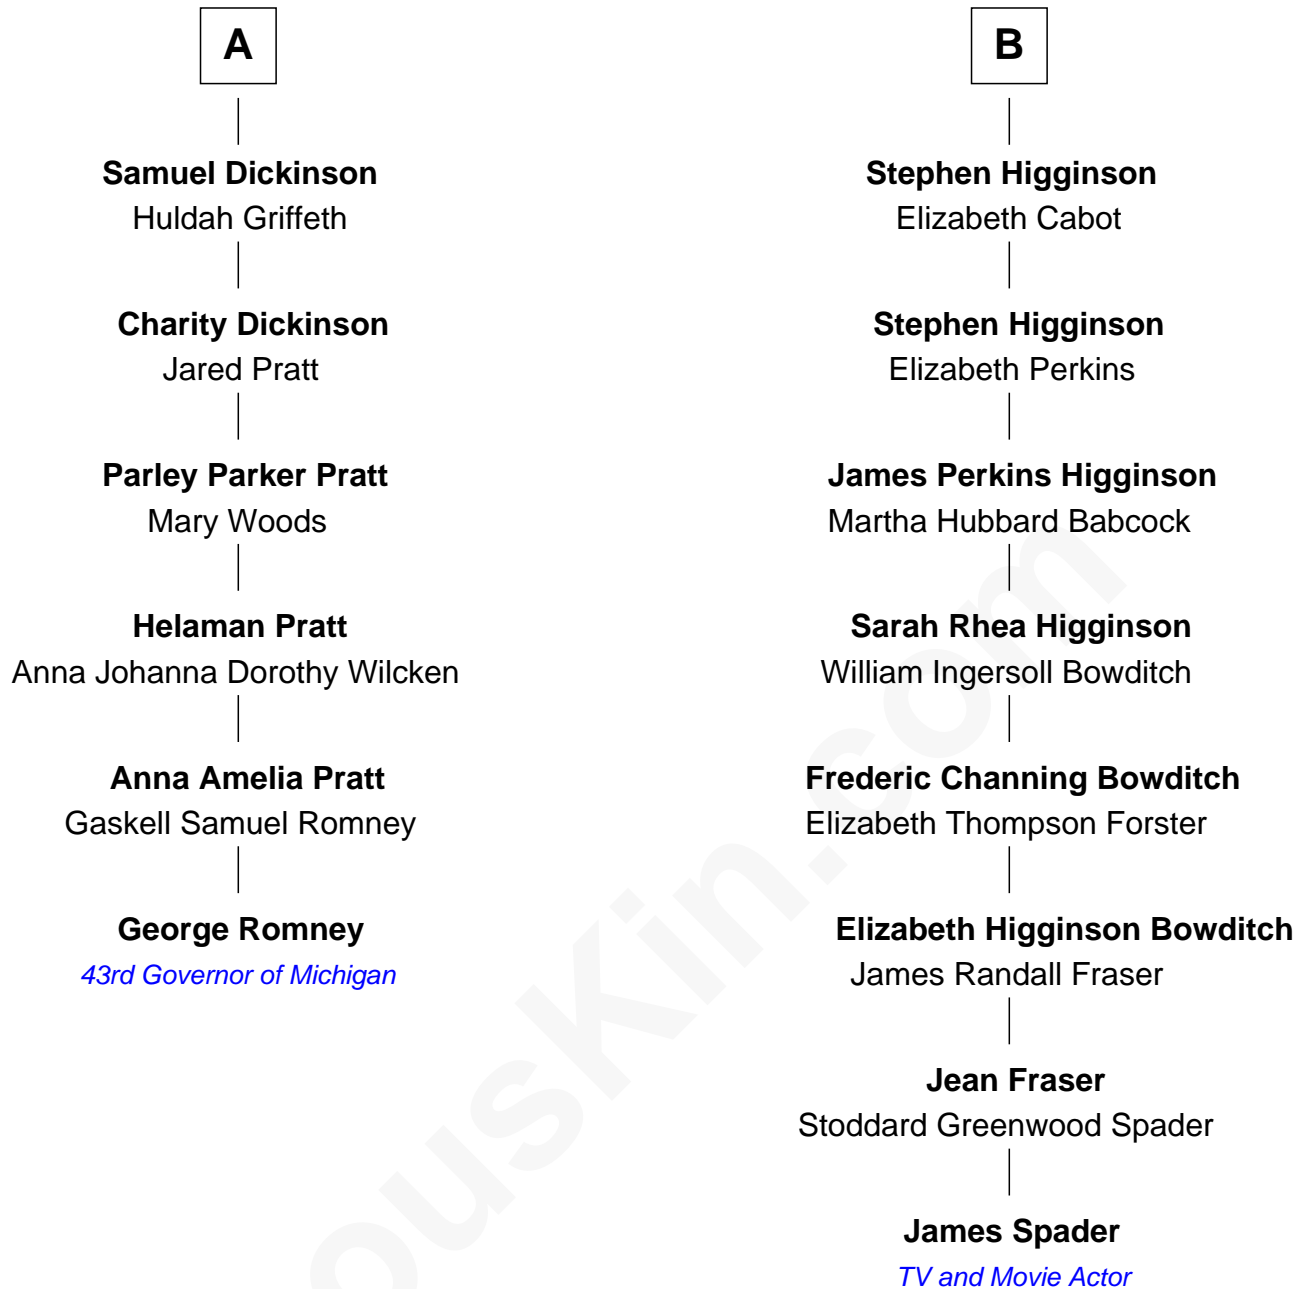 A
Samuel Dickinson
Huldah Griffeth
Charity Dickinson
Jared Pratt
Parley Parker Pratt
Mary Woods
Helaman Pratt
Anna Johanna Dorothy Wilcken
Anna Amelia Pratt
Gaskell Samuel Romney
George Romney
43rd Governor of Michigan
B
Stephen Higginson
Elizabeth Cabot
Stephen Higginson
Elizabeth Perkins
James Perkins Higginson
Martha Hubbard Babcock
Sarah Rhea Higginson
William Ingersoll Bowditch
Frederic Channing Bowditch
Elizabeth Thompson Forster
Elizabeth Higginson Bowditch
James Randall Fraser
Jean Fraser
Stoddard Greenwood Spader
James Spader
TV and Movie Actor
ousKin.com